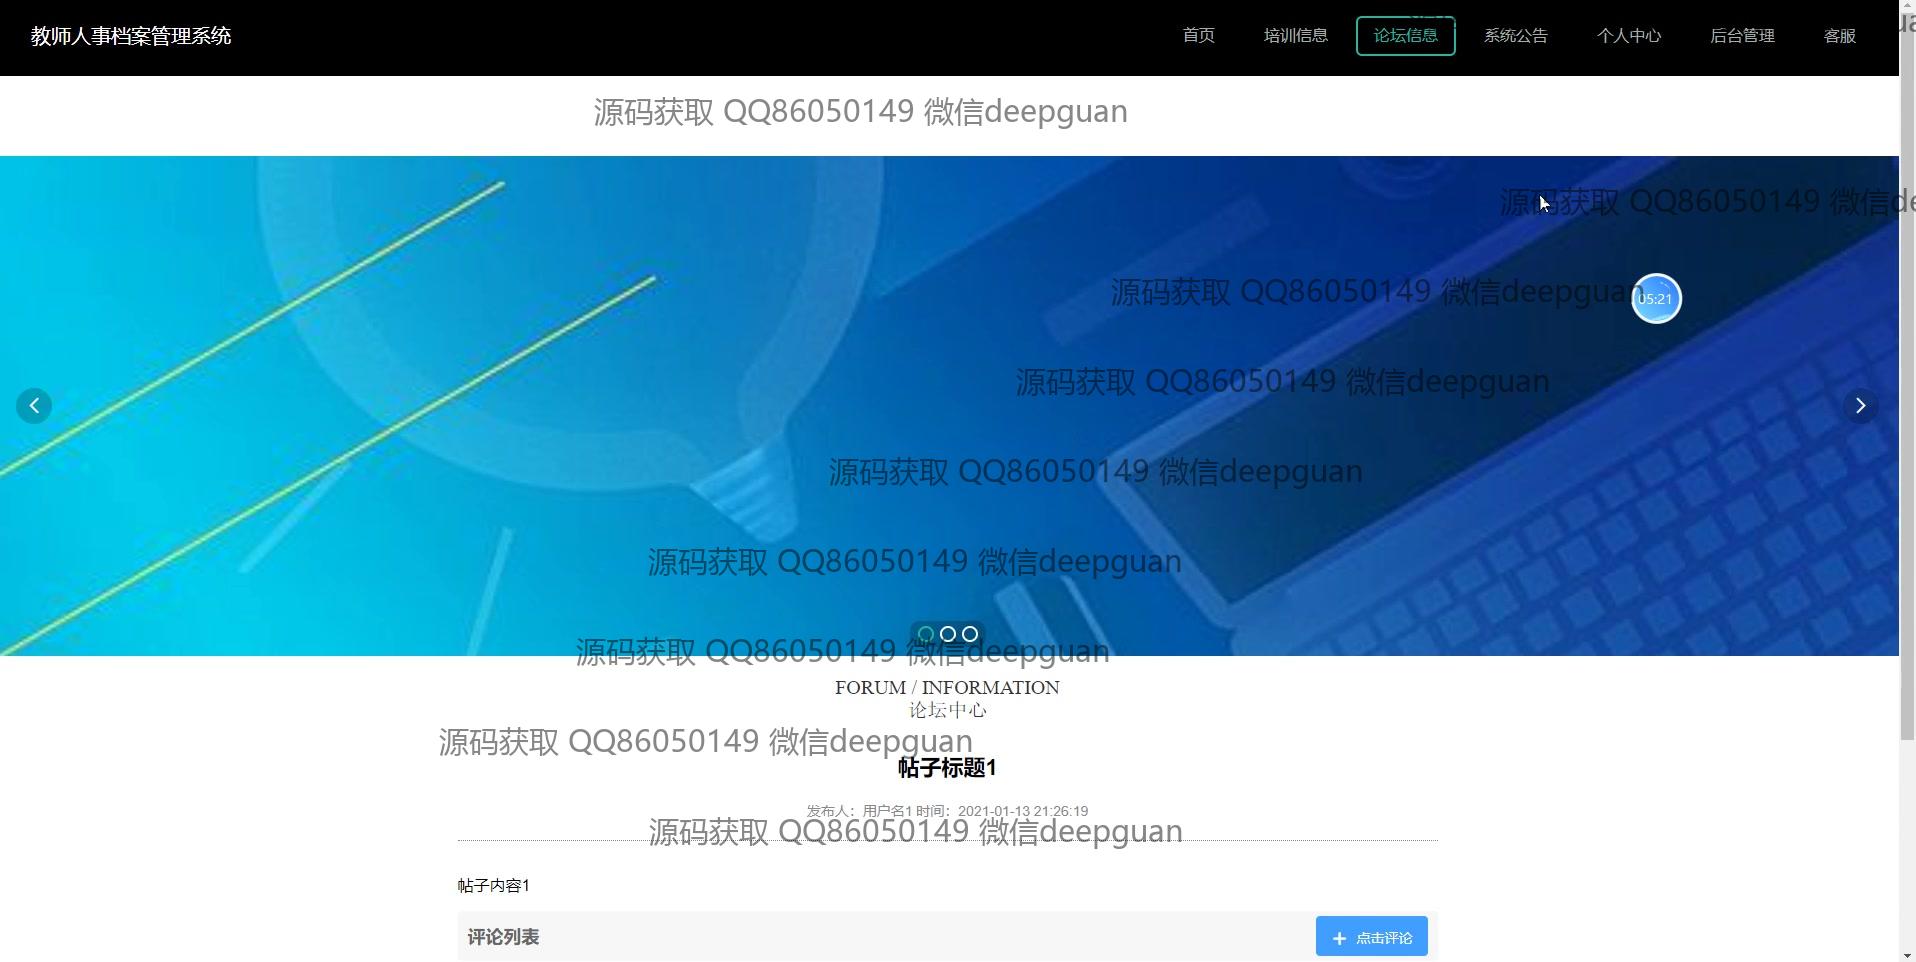 教师人事档案管理系统
首页 培训信息 论坛信息 系统公告 个人中心 后台管理 客服
源码获取 QQ86050149 微信deepguan
源码获取 QQ86050149 微信de
源码获取 QQ86050149 微信deepguan
05:21
源码获取 QQ86050149 微信deepguan
源码获取 QQ86050149 微信deepguan
源码获取 QQ86050149 微信deepguan
源码获取 QQ86050149 微信deepguan
FORUM / INFORMATION
论坛中心
源码获取 QQ86050149 微信deepguan
帖子标题1
发布人：用户名1 时间：2021-01-13 21:26:19
源码获取 QQ86050149 微信deepguan
帖子内容1
评论列表
+ 点击评论